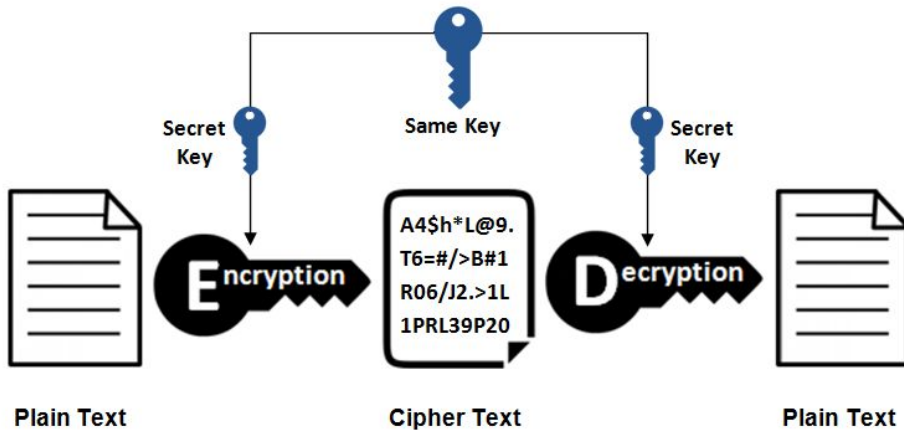 Same Key
Secret
Key
Secret
Key
Encryption
A4$h*L@9.
T6=#/>B#1
R06/J2.>1L
1PRL39P20
Decryption
Plain Text
Cipher Text
Plain Text